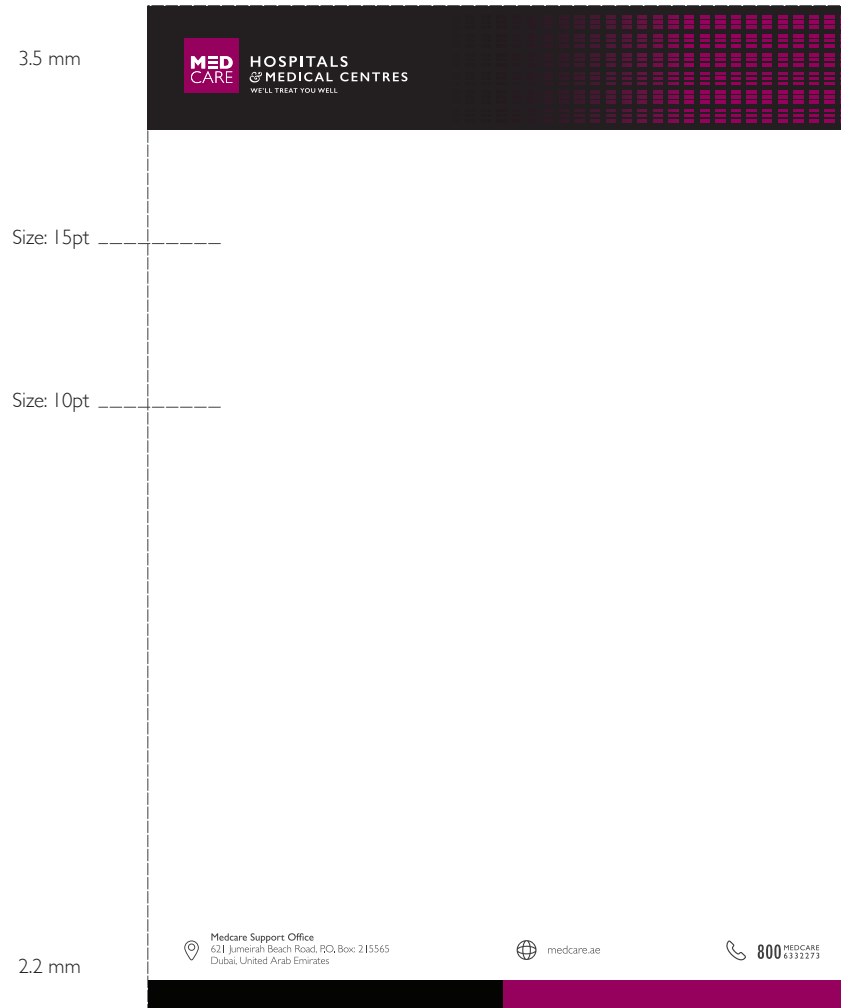 3.5 mm
MED
CARE
HOSPITALS
& MEDICAL CENTRES
WE'LL TREAT YOU WELL
Size: 15pt
Size: 10pt
Medcare Support Office
621 Jumeirah Beach Road, P.O. Box: 215565
Dubai, United Arab Emirates
medcare.ae
800 MEDCARE
6332273
2.2 mm